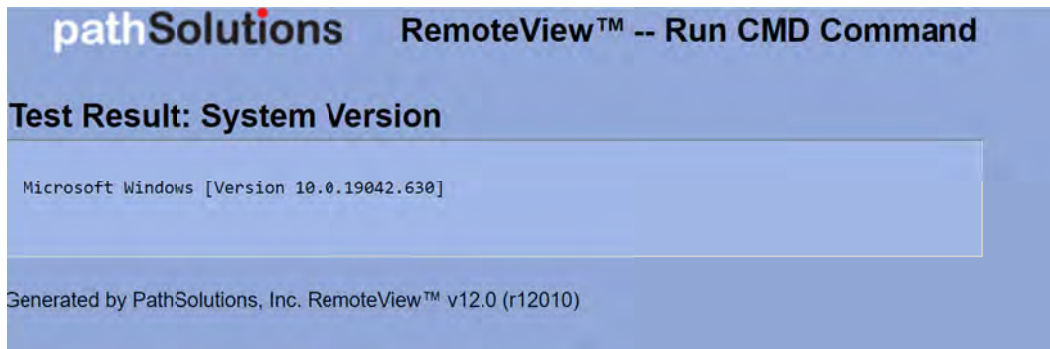 pathSolutions RemoteView™ -- Run CMD Command
Test Result: System Version
Microsoft Windows [Version 10.0.19042.630]
Generated by PathSolutions, Inc. RemoteView™ v12.0 (r12010)